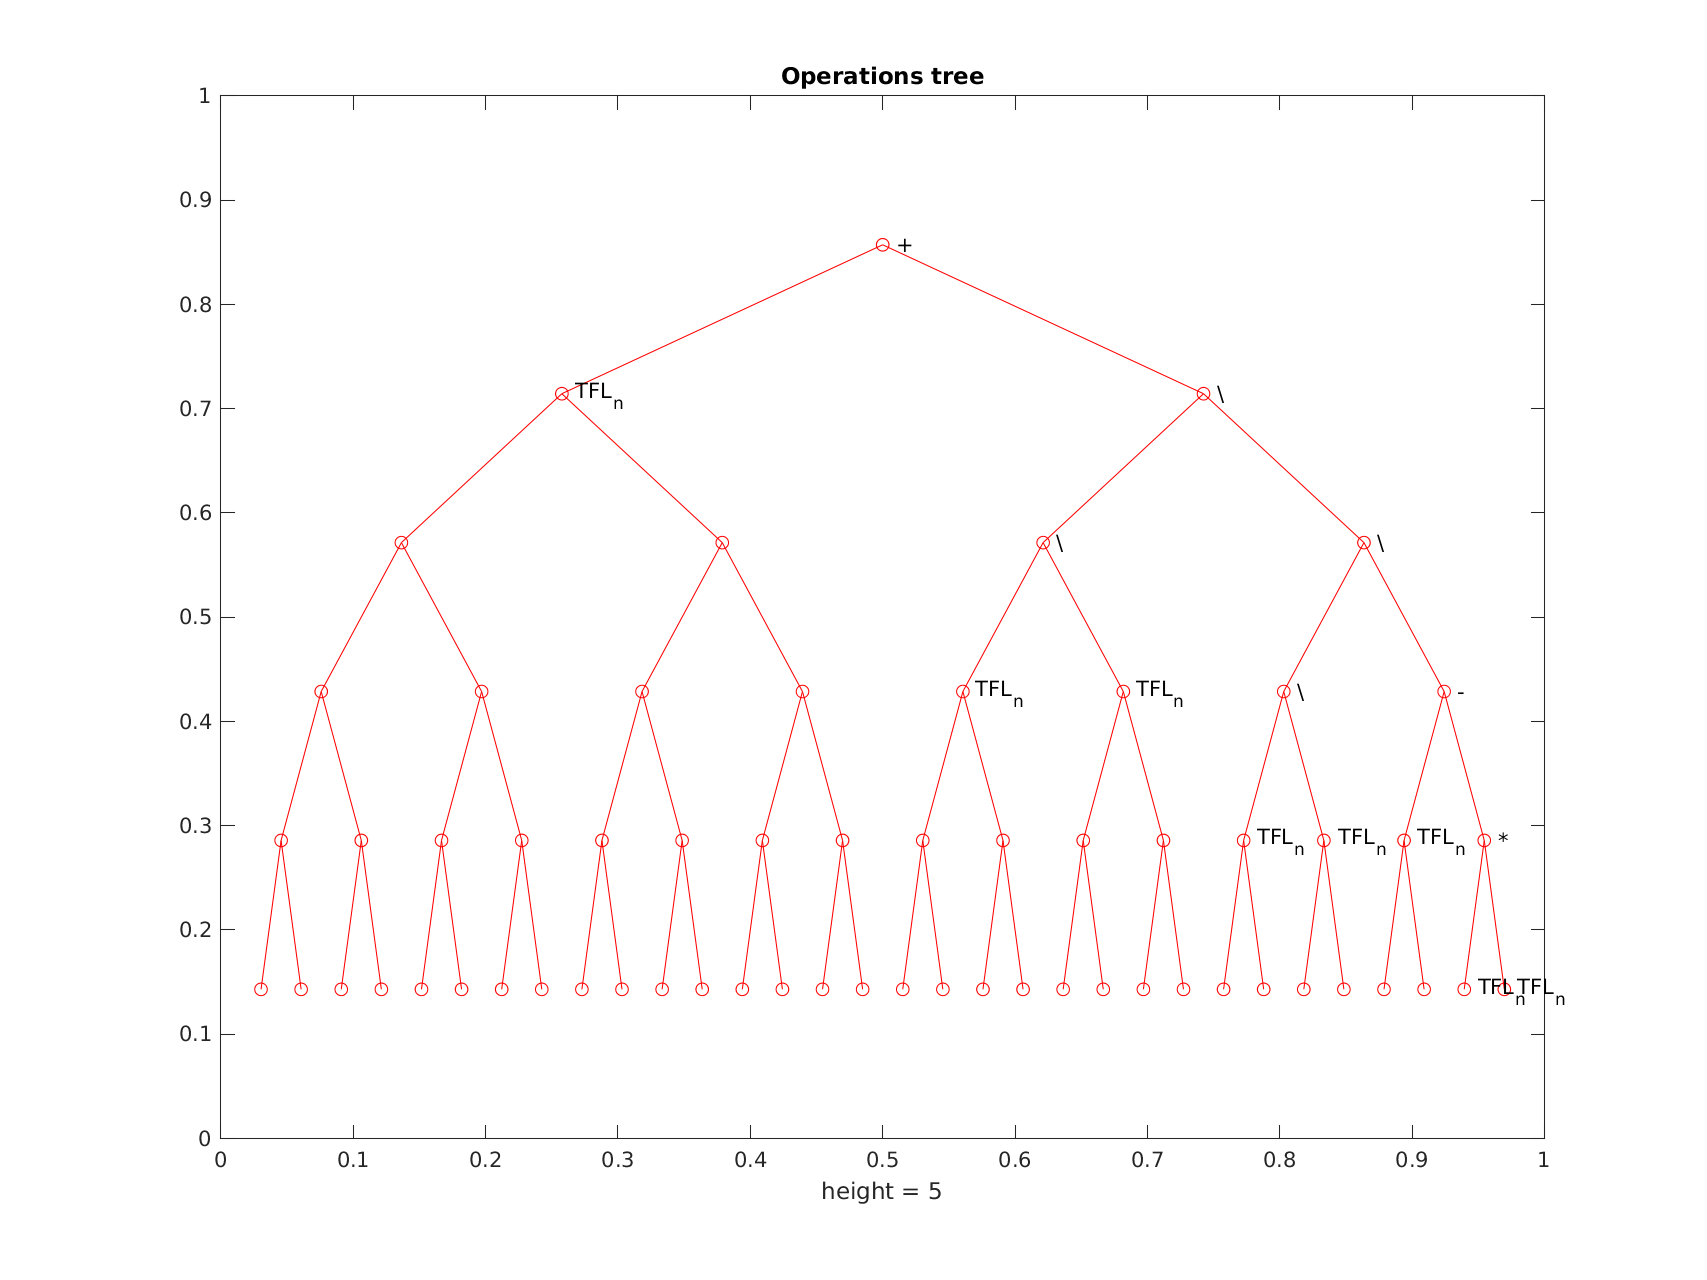 Operations tree
1
0.9
+
0.8
TFLn \
0.7
0.6
\ \
0.5
TFLn TFLn \ -
0.4
0.3
TFLn TFLn TFLn *
0.2
TFLn TFLn
0.1
0
0 0.1 0.2 0.3 0.4 0.5 0.6 0.7 0.8 0.9 1
height = 5